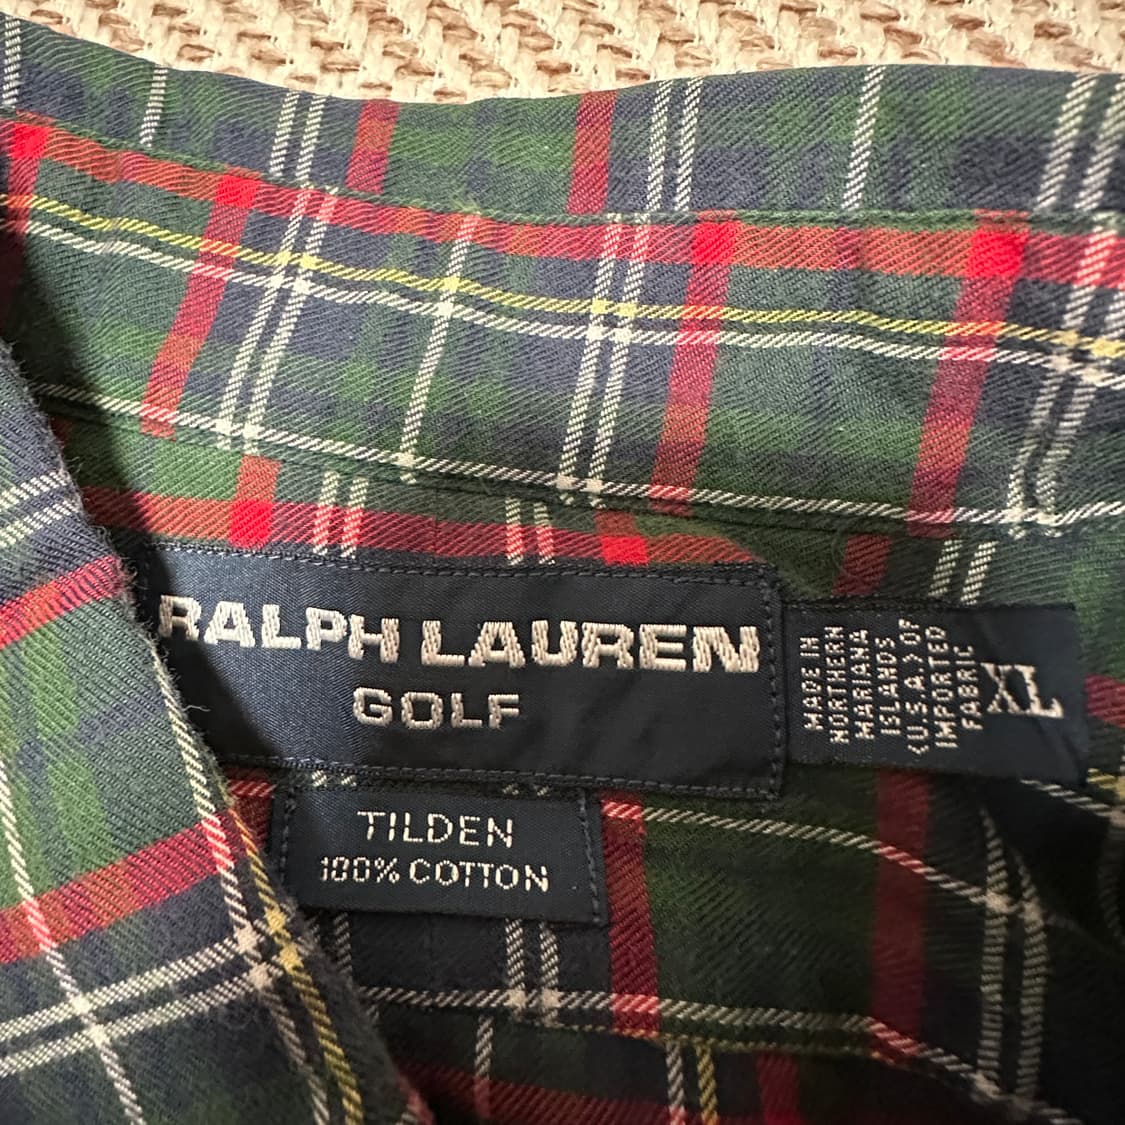 RALPH LAUREN
GOLF
MADE IN
NORTHERN
MARIANA
ISLANDS
(U.S.A.) OF
IMPORTED
FABRIC
XL
TILDEN
100% COTTON